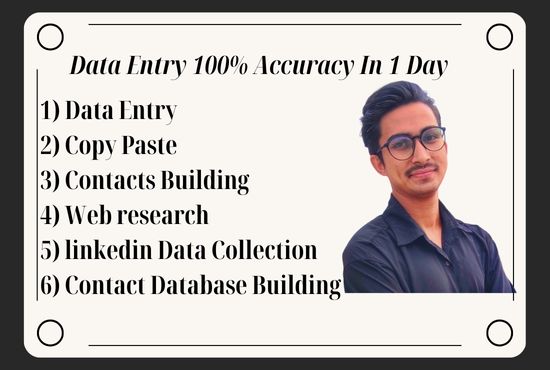 Data Entry 100% Accuracy In 1 Day
1) Data Entry
2) Copy Paste
3) Contacts Building
4) Web research
5) linkedin Data Collection
6) Contact Database Building